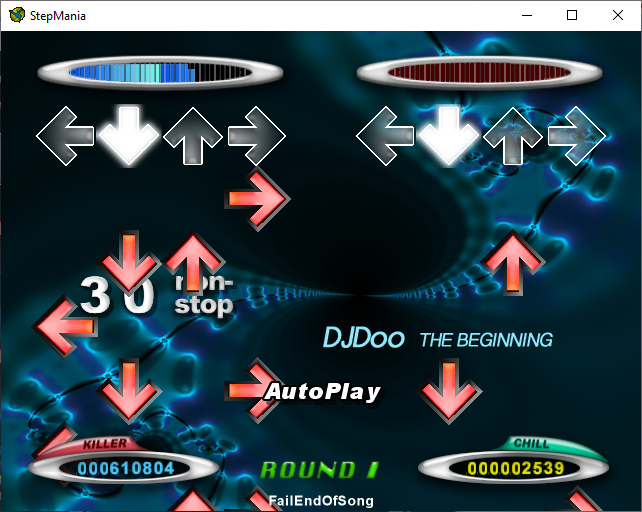 StepMania
30 non-
stop
DJDoo THE BEGINNING
AutoPlay
KILLER
CHILL
000610804
ROUND 1
000002539
FailEndOfSong